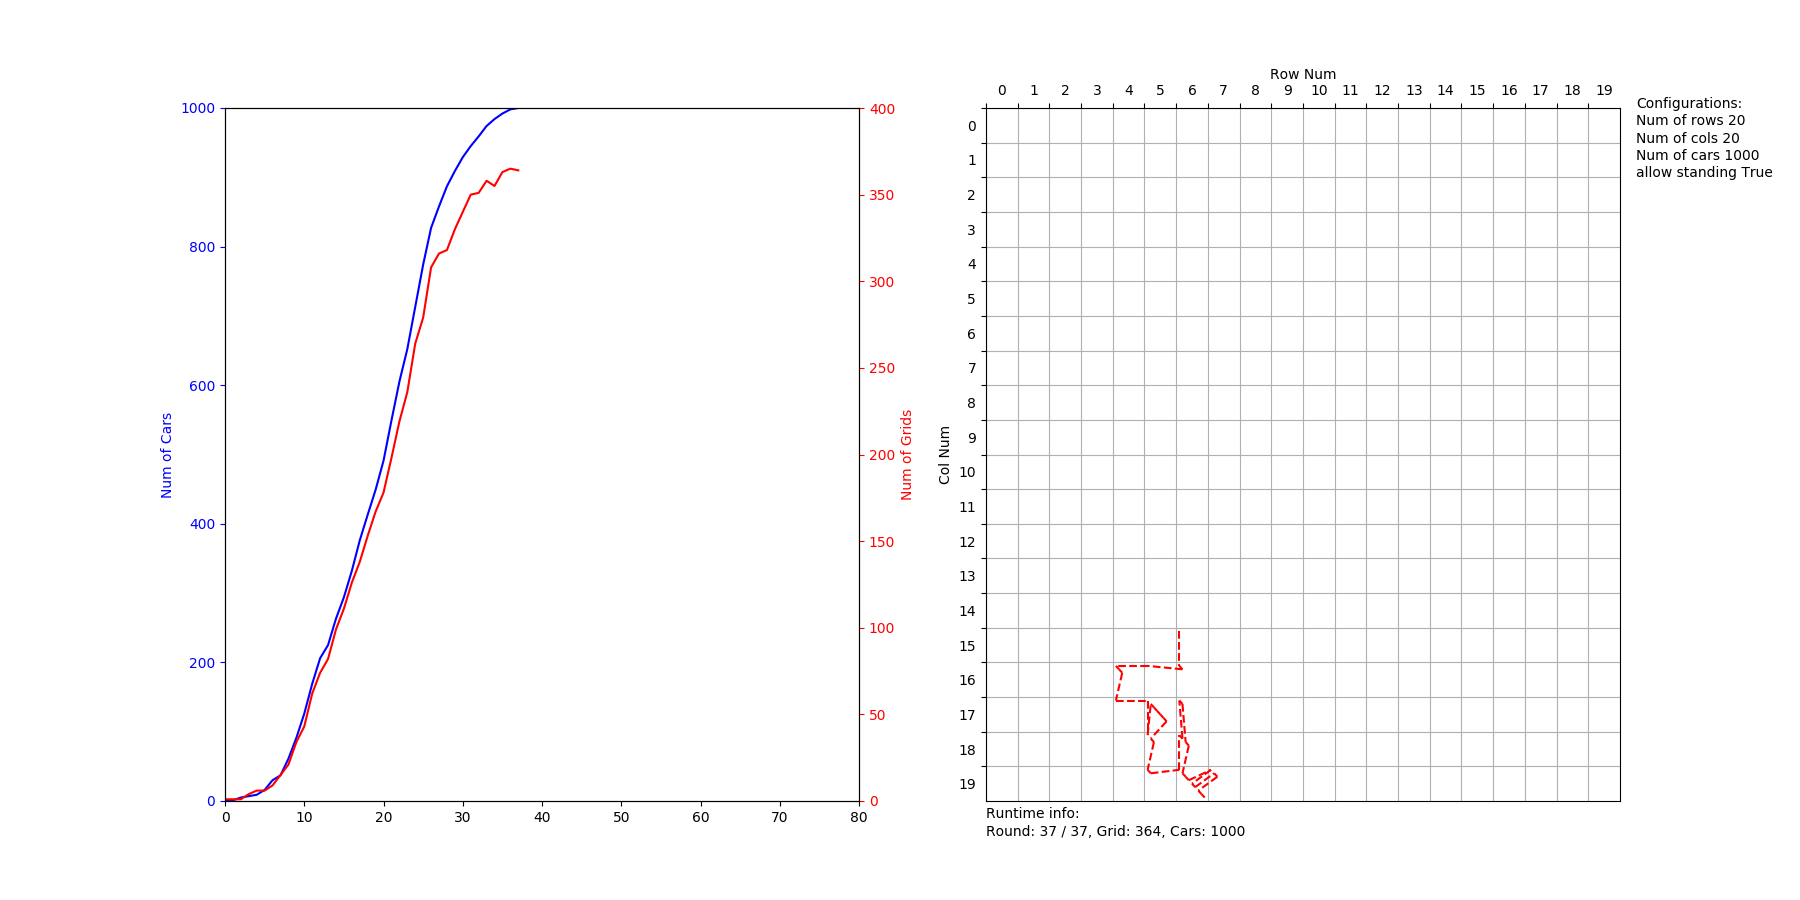 1000
800
600
400
200
0
Num of Cars
0 10 20 30 40 50 60 70 80
400
350
300
250
200
150
100
50
0
Num of Grids
Row Num
0 1 2 3 4 5 6 7 8 9 10 11 12 13 14 15 16 17 18 19
Col Num
0
1
2
3
4
5
6
7
8
9
10
11
12
13
14
15
16
17
18
19
Configurations:
Num of rows 20
Num of cols 20
Num of cars 1000
allow standing True
Runtime info:
Round: 37 / 37, Grid: 364, Cars: 1000